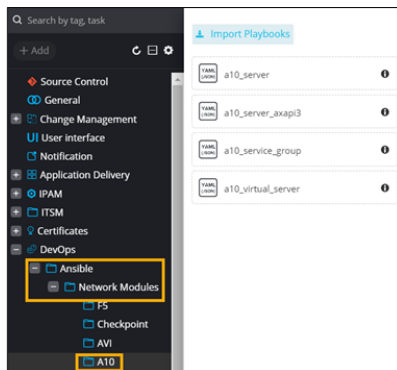 Search by tag, task
+ Add
Source Control
General
Change Management
UI User interface
Notification
Application Delivery
IPAM
ITSM
Certificates
DevOps
Ansible
Network Modules
F5
Checkpoint
AVI
A10
Import Playbooks
YAML
(JSON)
a10_server
YAML
(JSON)
a10_server_axapi3
YAML
(JSON)
a10_service_group
YAML
(JSON)
a10_virtual_server